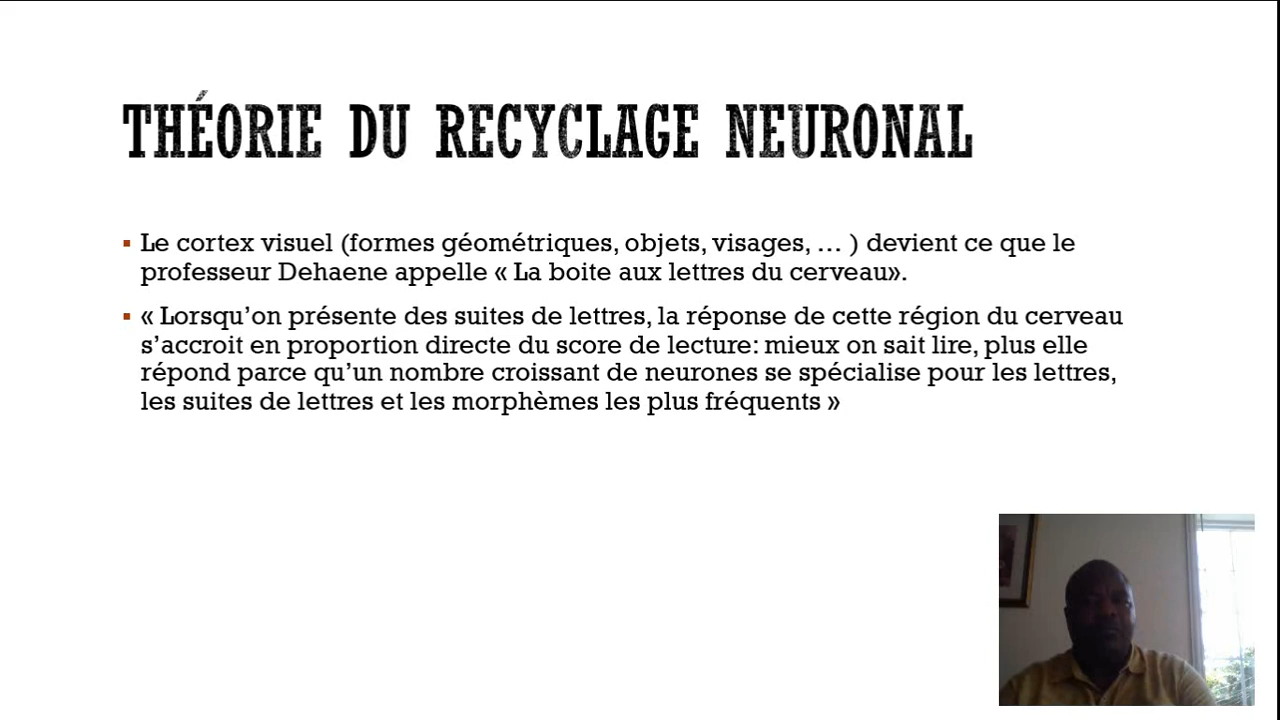 THÉORIE DU RECYCLAGE NEURONAL
▪ Le cortex visuel (formes géométriques, objets, visages, … ) devient ce que le
professeur Dehaene appelle « La boite aux lettres du cerveau».
▪ « Lorsqu’on présente des suites de lettres, la réponse de cette région du cerveau
s’accroit en proportion directe du score de lecture: mieux on sait lire, plus elle
répond parce qu’un nombre croissant de neurones se spécialise pour les lettres,
les suites de lettres et les morphèmes les plus fréquents »